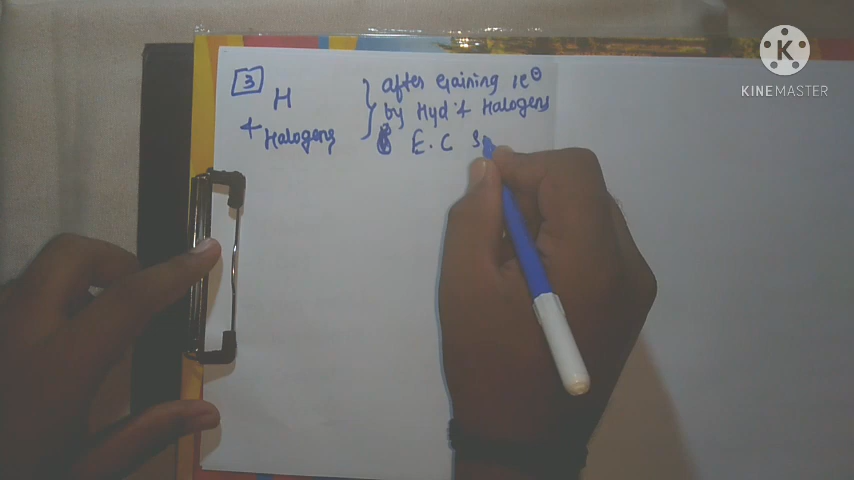 3 H } after Gaining 1e⊖
& Halogens by Hyd & Halogens
E.C
K
KINEMASTER